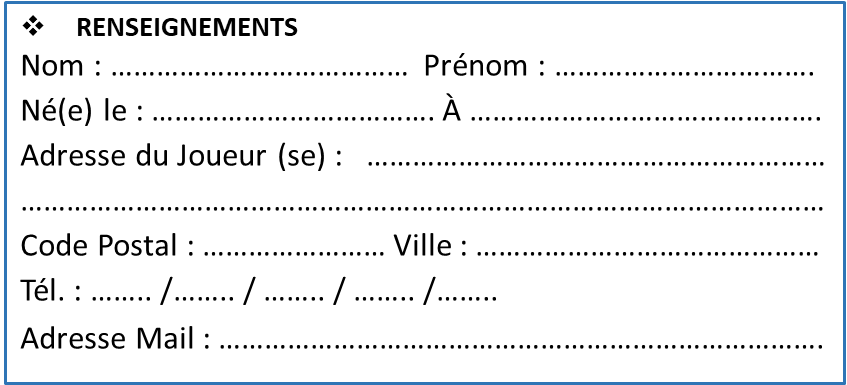 ❖ RENSEIGNEMENTS
Nom : ………………………………… Prénom : …………………………….
Né(e) le : ………………………………. À ……………………………………….
Adresse du Joueur (se) : ……………………………………………………
……………………………………………………………………………………………
Code Postal : …………………… Ville : ………………………………………
Tél. : …….. /…….. / …….. / …….. /……..
Adresse Mail : …………………………………………………………………….